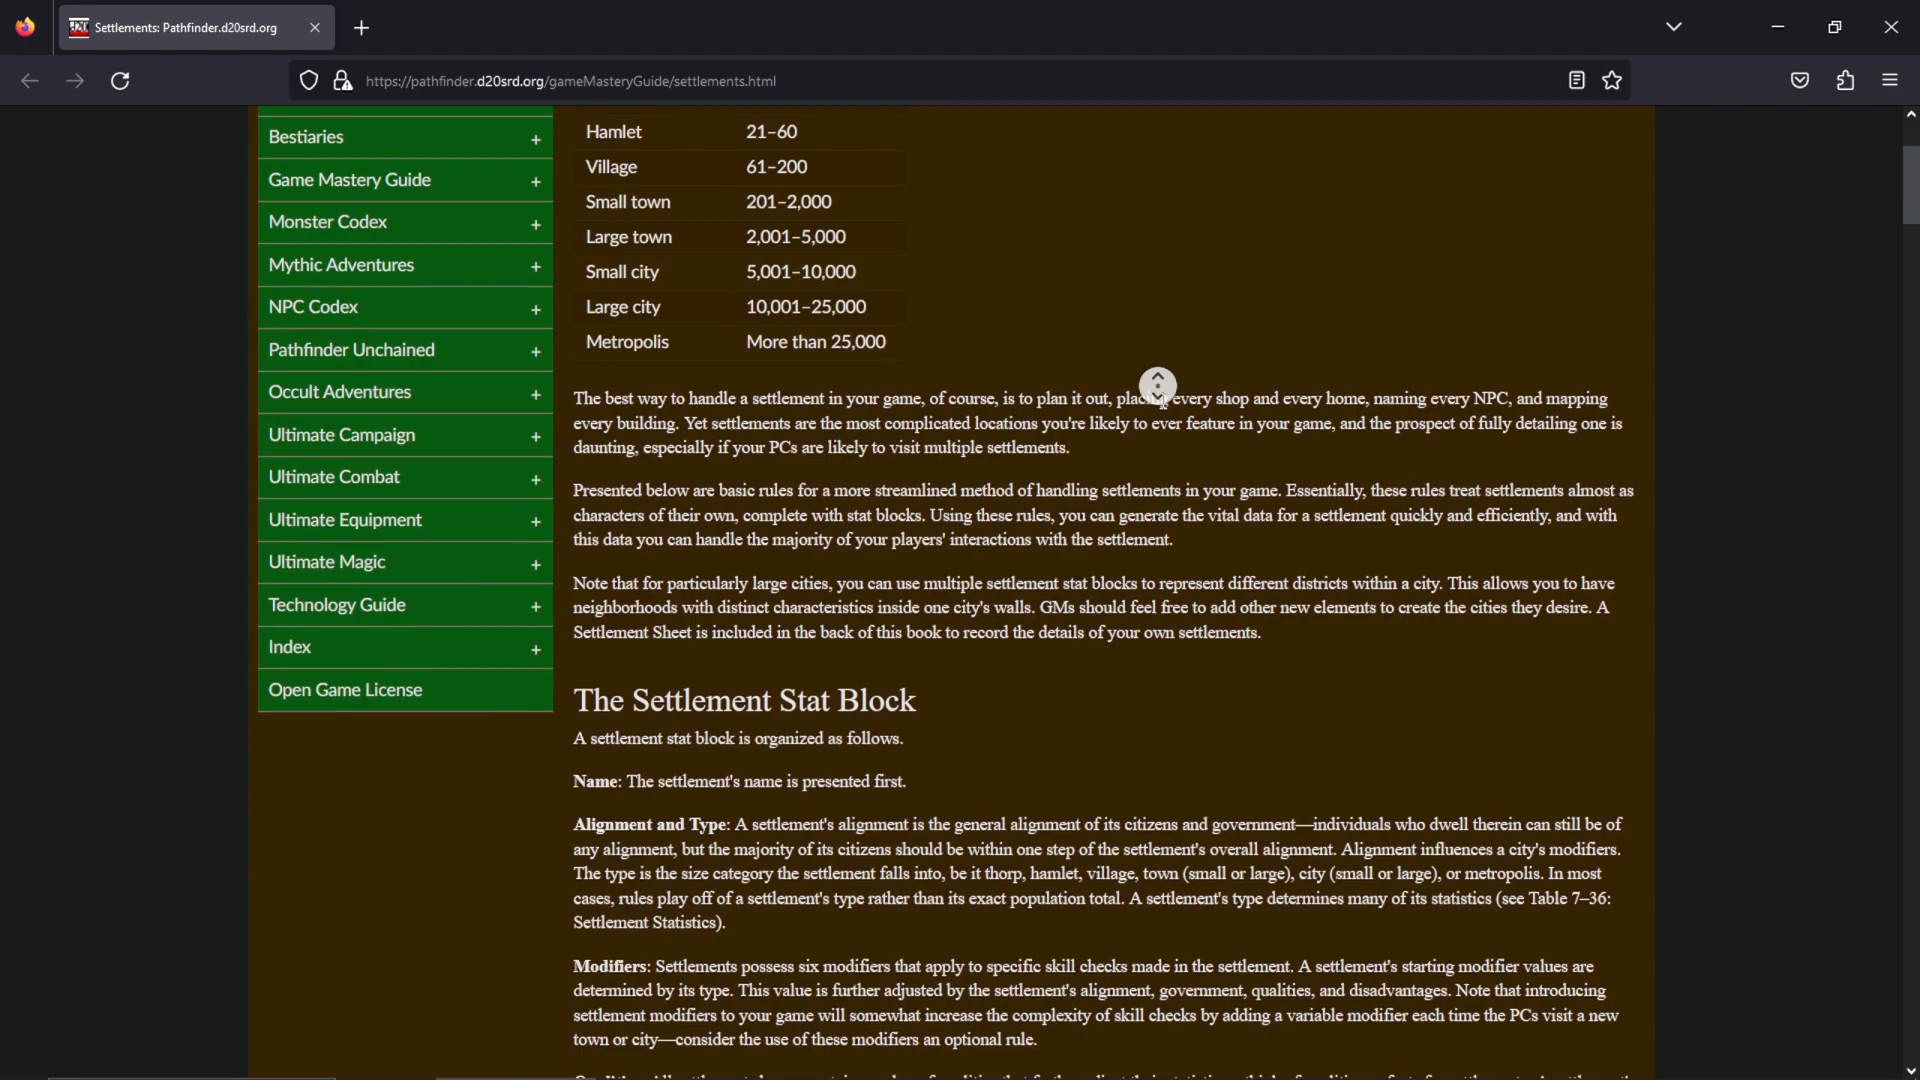 Settlements: Pathfinder.d20srd.org
https://pathfinder.d20srd.org/gameMasteryGuide/settlements.html
Bestiaries +
Game Mastery Guide +
Monster Codex +
Mythic Adventures +
NPC Codex +
Pathfinder Unchained +
Occult Adventures +
Ultimate Campaign +
Ultimate Combat +
Ultimate Equipment +
Ultimate Magic +
Technology Guide +
Index +
Open Game License
Hamlet 21–60
Village 61–200
Small town 201–2,000
Large town 2,001–5,000
Small city 5,001–10,000
Large city 10,001–25,000
Metropolis More than 25,000
The best way to handle a settlement in your game, of course, is to plan it out, placing every shop and every home, naming every NPC, and mapping
every building. Yet settlements are the most complicated locations you're likely to ever feature in your game, and the prospect of fully detailing one is
daunting, especially if your PCs are likely to visit multiple settlements.
Presented below are basic rules for a more streamlined method of handling settlements in your game. Essentially, these rules treat settlements almost as
characters of their own, complete with stat blocks. Using these rules, you can generate the vital data for a settlement quickly and efficiently, and with
this data you can handle the majority of your players' interactions with the settlement.
Note that for particularly large cities, you can use multiple settlement stat blocks to represent different districts within a city. This allows you to have
neighborhoods with distinct characteristics inside one city's walls. GMs should feel free to add other new elements to create the cities they desire. A
Settlement Sheet is included in the back of this book to record the details of your own settlements.
The Settlement Stat Block
A settlement stat block is organized as follows.
Name: The settlement's name is presented first.
Alignment and Type: A settlement's alignment is the general alignment of its citizens and government—individuals who dwell therein can still be of
any alignment, but the majority of its citizens should be within one step of the settlement's overall alignment. Alignment influences a city's modifiers.
The type is the size category the settlement falls into, be it thorp, hamlet, village, town (small or large), city (small or large), or metropolis. In most
cases, rules play off of a settlement's type rather than its exact population total. A settlement's type determines many of its statistics (see Table 7–36:
Settlement Statistics).
Modifiers: Settlements possess six modifiers that apply to specific skill checks made in the settlement. A settlement's starting modifier values are
determined by its type. This value is further adjusted by the settlement's alignment, government, qualities, and disadvantages. Note that introducing
settlement modifiers to your game will somewhat increase the complexity of skill checks by adding a variable modifier each time the PCs visit a new
town or city—consider the use of these modifiers an optional rule.